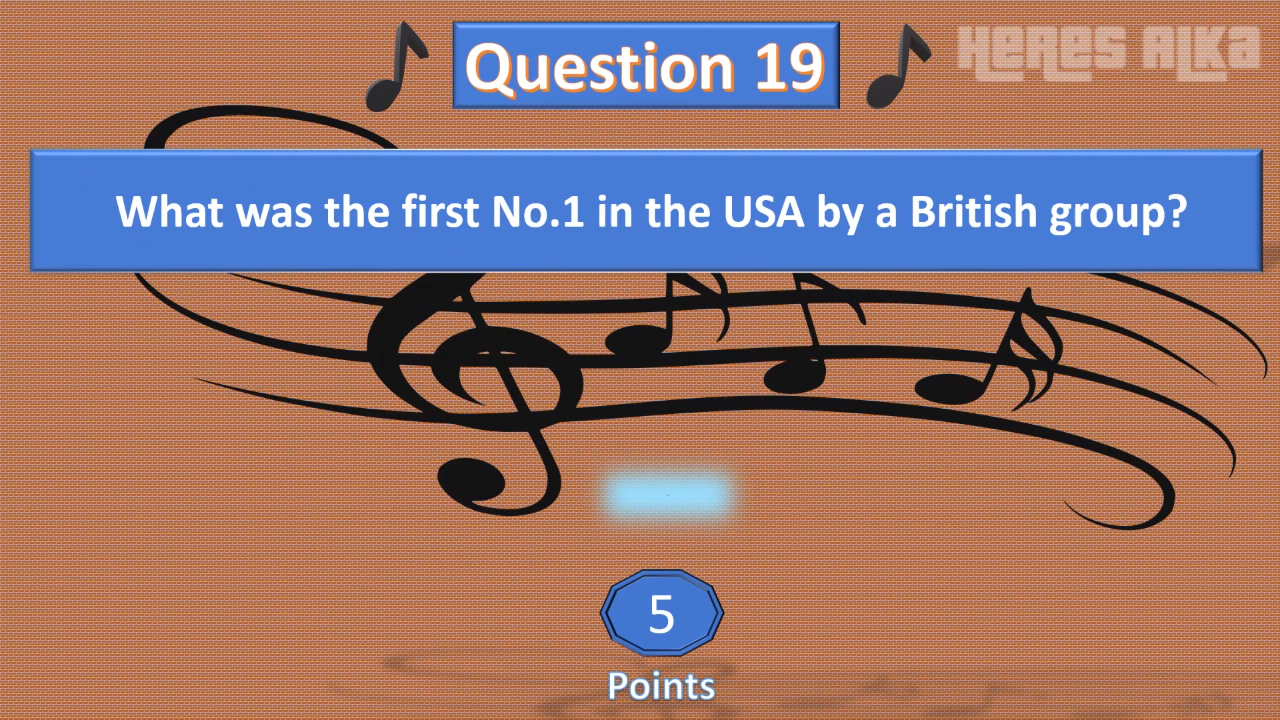 Question 19
HERES ALKA
What was the first No.1 in the USA by a British group?
5
Points